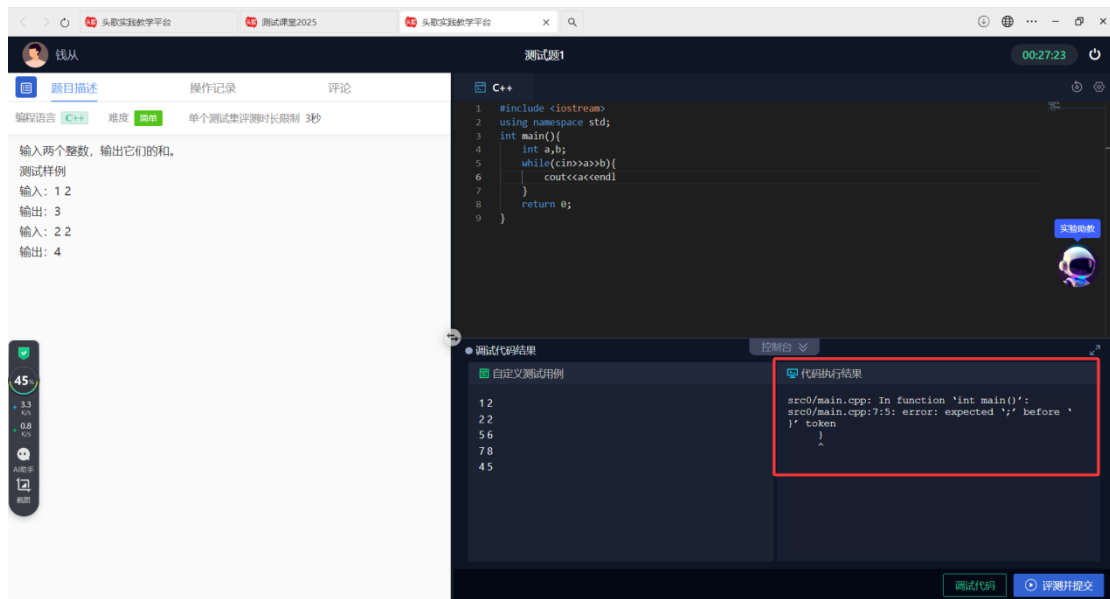 头歌实践教学平台
测试课堂2025
头歌实践教学平台
钱从
测试题1
00:27:23
题目描述
操作记录
评论
编程语言 C++ 难度 简单 单个测试集评测时长限制 3秒
输入两个整数，输出它们的和。
测试样例
输入：1 2
输出：3
输入：2 2
输出：4
C++
1 #include <iostream>
2 using namespace std;
3 int main(){
4 int a,b;
5 while(cin>>a>>b){
6 cout<<a<<endl
7 }
8 return 0;
9 }
实验助教
控制台
调试代码结果
自定义测试用例
1 2
2 2
5 6
7 8
4 5
代码执行结果
src0/main.cpp: In function 'int main()':
src0/main.cpp:7:5: error: expected ';' before '
}' token
}
^
45%
3.3
K/s
0.8
K/s
AI助手
截图
调试代码
评测并提交